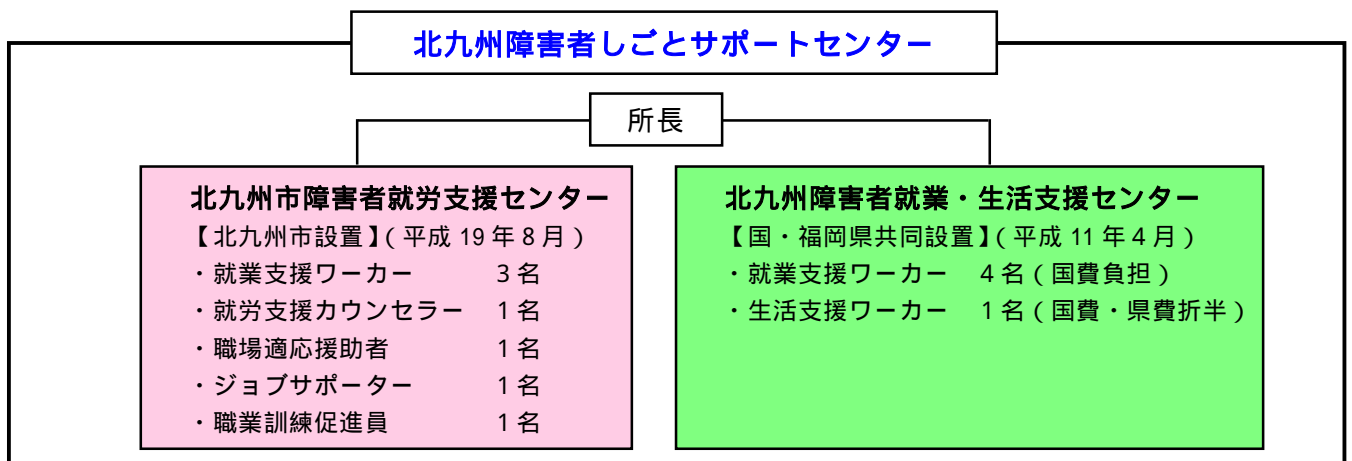 北九州障害者しごとサポートセンター
所長
北九州市障害者就労支援センター
【北九州市設置】(平成 19 年 8 月)
・就業支援ワーカー 3 名
・就労支援カウンセラー 1 名
・職場適応援助者 1 名
・ジョブサポーター 1 名
・職業訓練促進員 1 名
北九州障害者就業・生活支援センター
【国・福岡県共同設置】(平成 11 年 4 月)
・就業支援ワーカー 4 名(国費負担)
・生活支援ワーカー 1 名(国費・県費折半)